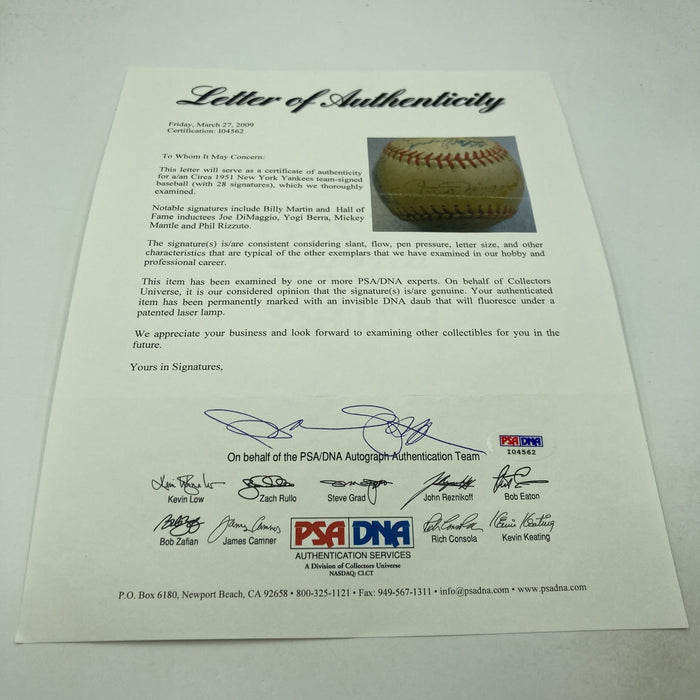 Letter of Authenticity
Friday, March 27, 2009
Certification: I04562
To Whom It May Concern:
This letter will serve as a certificate of authenticity
for a/an Circa 1951 New York Yankees team-signed
baseball (with 28 signatures), which we thoroughly
examined.
Notable signatures include Billy Martin and Hall of
Fame inductees Joe DiMaggio, Yogi Berra, Mickey
Mantle and Phil Rizzuto.
The signature(s) is/are consistent considering slant, flow, pen pressure, letter size, and other
characteristics that are typical of the other exemplars that we have examined in our hobby and
professional career.
This item has been examined by one or more PSA/DNA experts. On behalf of Collectors
Universe, it is our considered opinion that the signature(s) is/are genuine. Your authenticated
item has been permanently marked with an invisible DNA daub that will fluoresce under a
patented laser lamp.
We appreciate your business and look forward to examining other collectibles for you in the
future.
Yours in Signatures,
PSA DNA
I04562
On behalf of the PSA/DNA Autograph Authentication Team
Kevin Low Zach Rullo Steve Grad John Reznikoff Bob Eaton
James Camner Rich Consola Kevin Keating
Bob Zafian James Camner PSA DNA Rich Consola Kevin Keating
AUTHENTICATION SERVICES
A Division of Collectors Universe
NASDAQ: CLCT
P.O. Box 6180, Newport Beach, CA 92658 • 800-325-1121 • Fax: 949-567-1311 • info@psadna.com • www.psadna.com